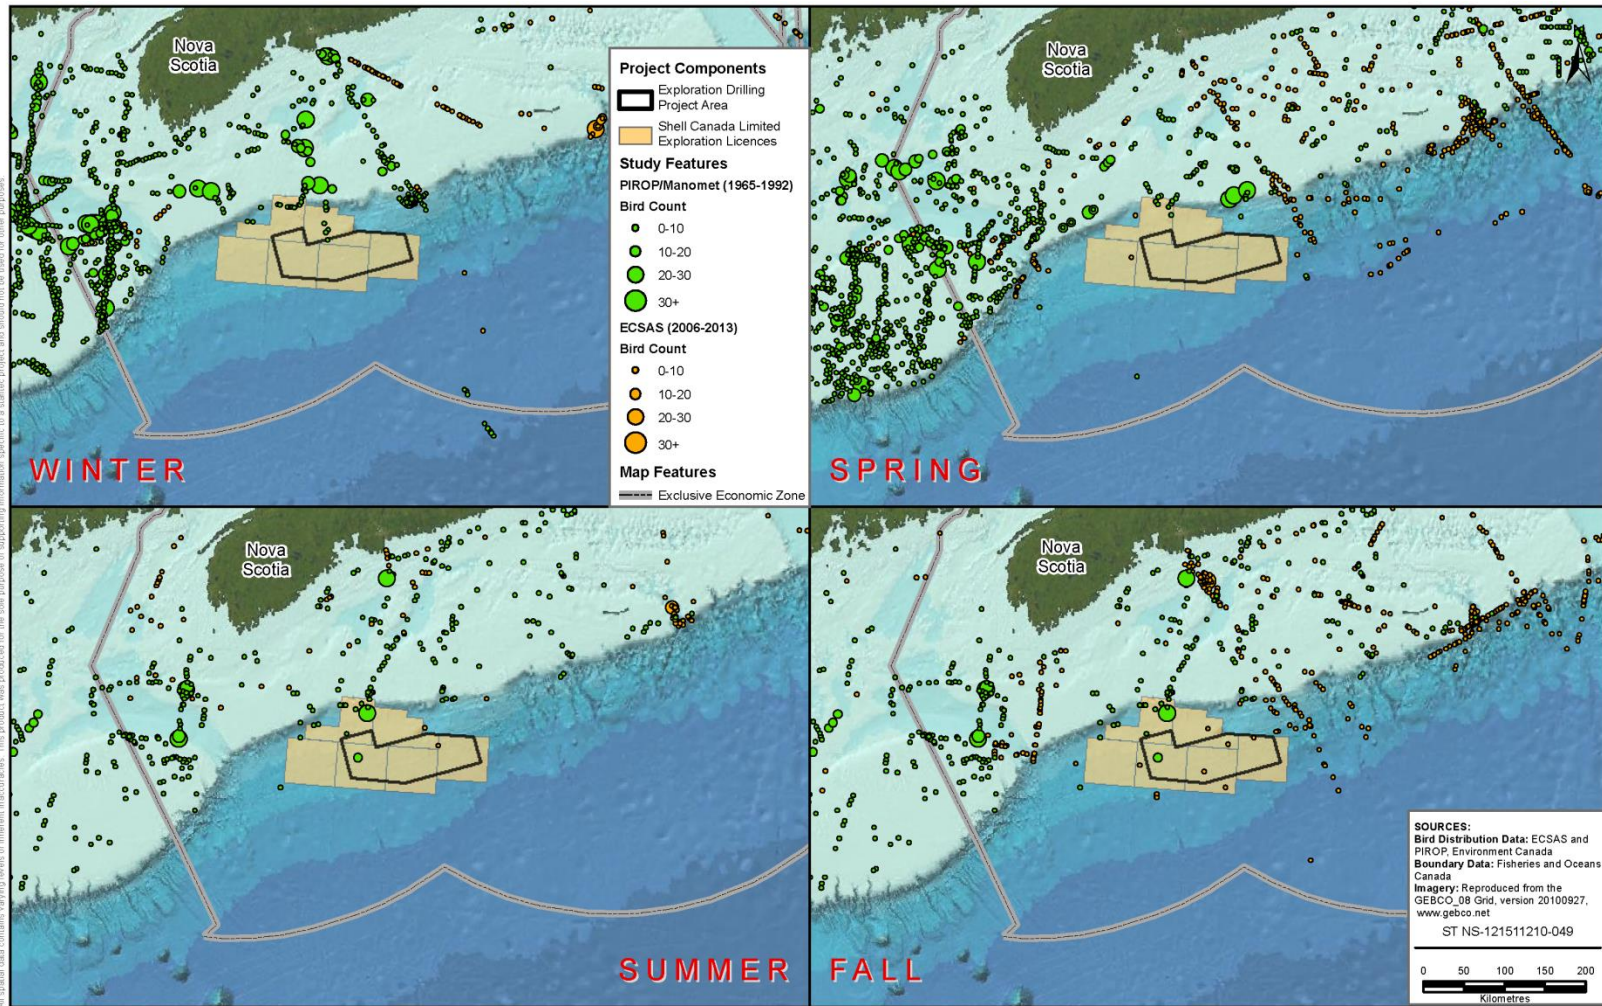 Nova
Scotia
WINTER
Project Components
Exploration Drilling
Project Area
Shell Canada Limited
Exploration Licences
Study Features
PIROP/Manomet (1965-1992)
Bird Count
0-10
10-20
20-30
30+
ECSAS (2006-2013)
Bird Count
0-10
10-20
20-30
30+
Map Features
Exclusive Economic Zone
Nova
Scotia
SPRING
Nova
Scotia
SUMMER
Nova
Scotia
FALL
SOURCES:
Bird Distribution Data: ECSAS and
PIROP, Environment Canada
Boundary Data: Fisheries and Oceans
Canada
Imagery: Reproduced from the
GEBCO_08 Grid, version 20100927,
www.gebco.net
ST NS-121511210-049
0 50 100 150 200
Kilometres